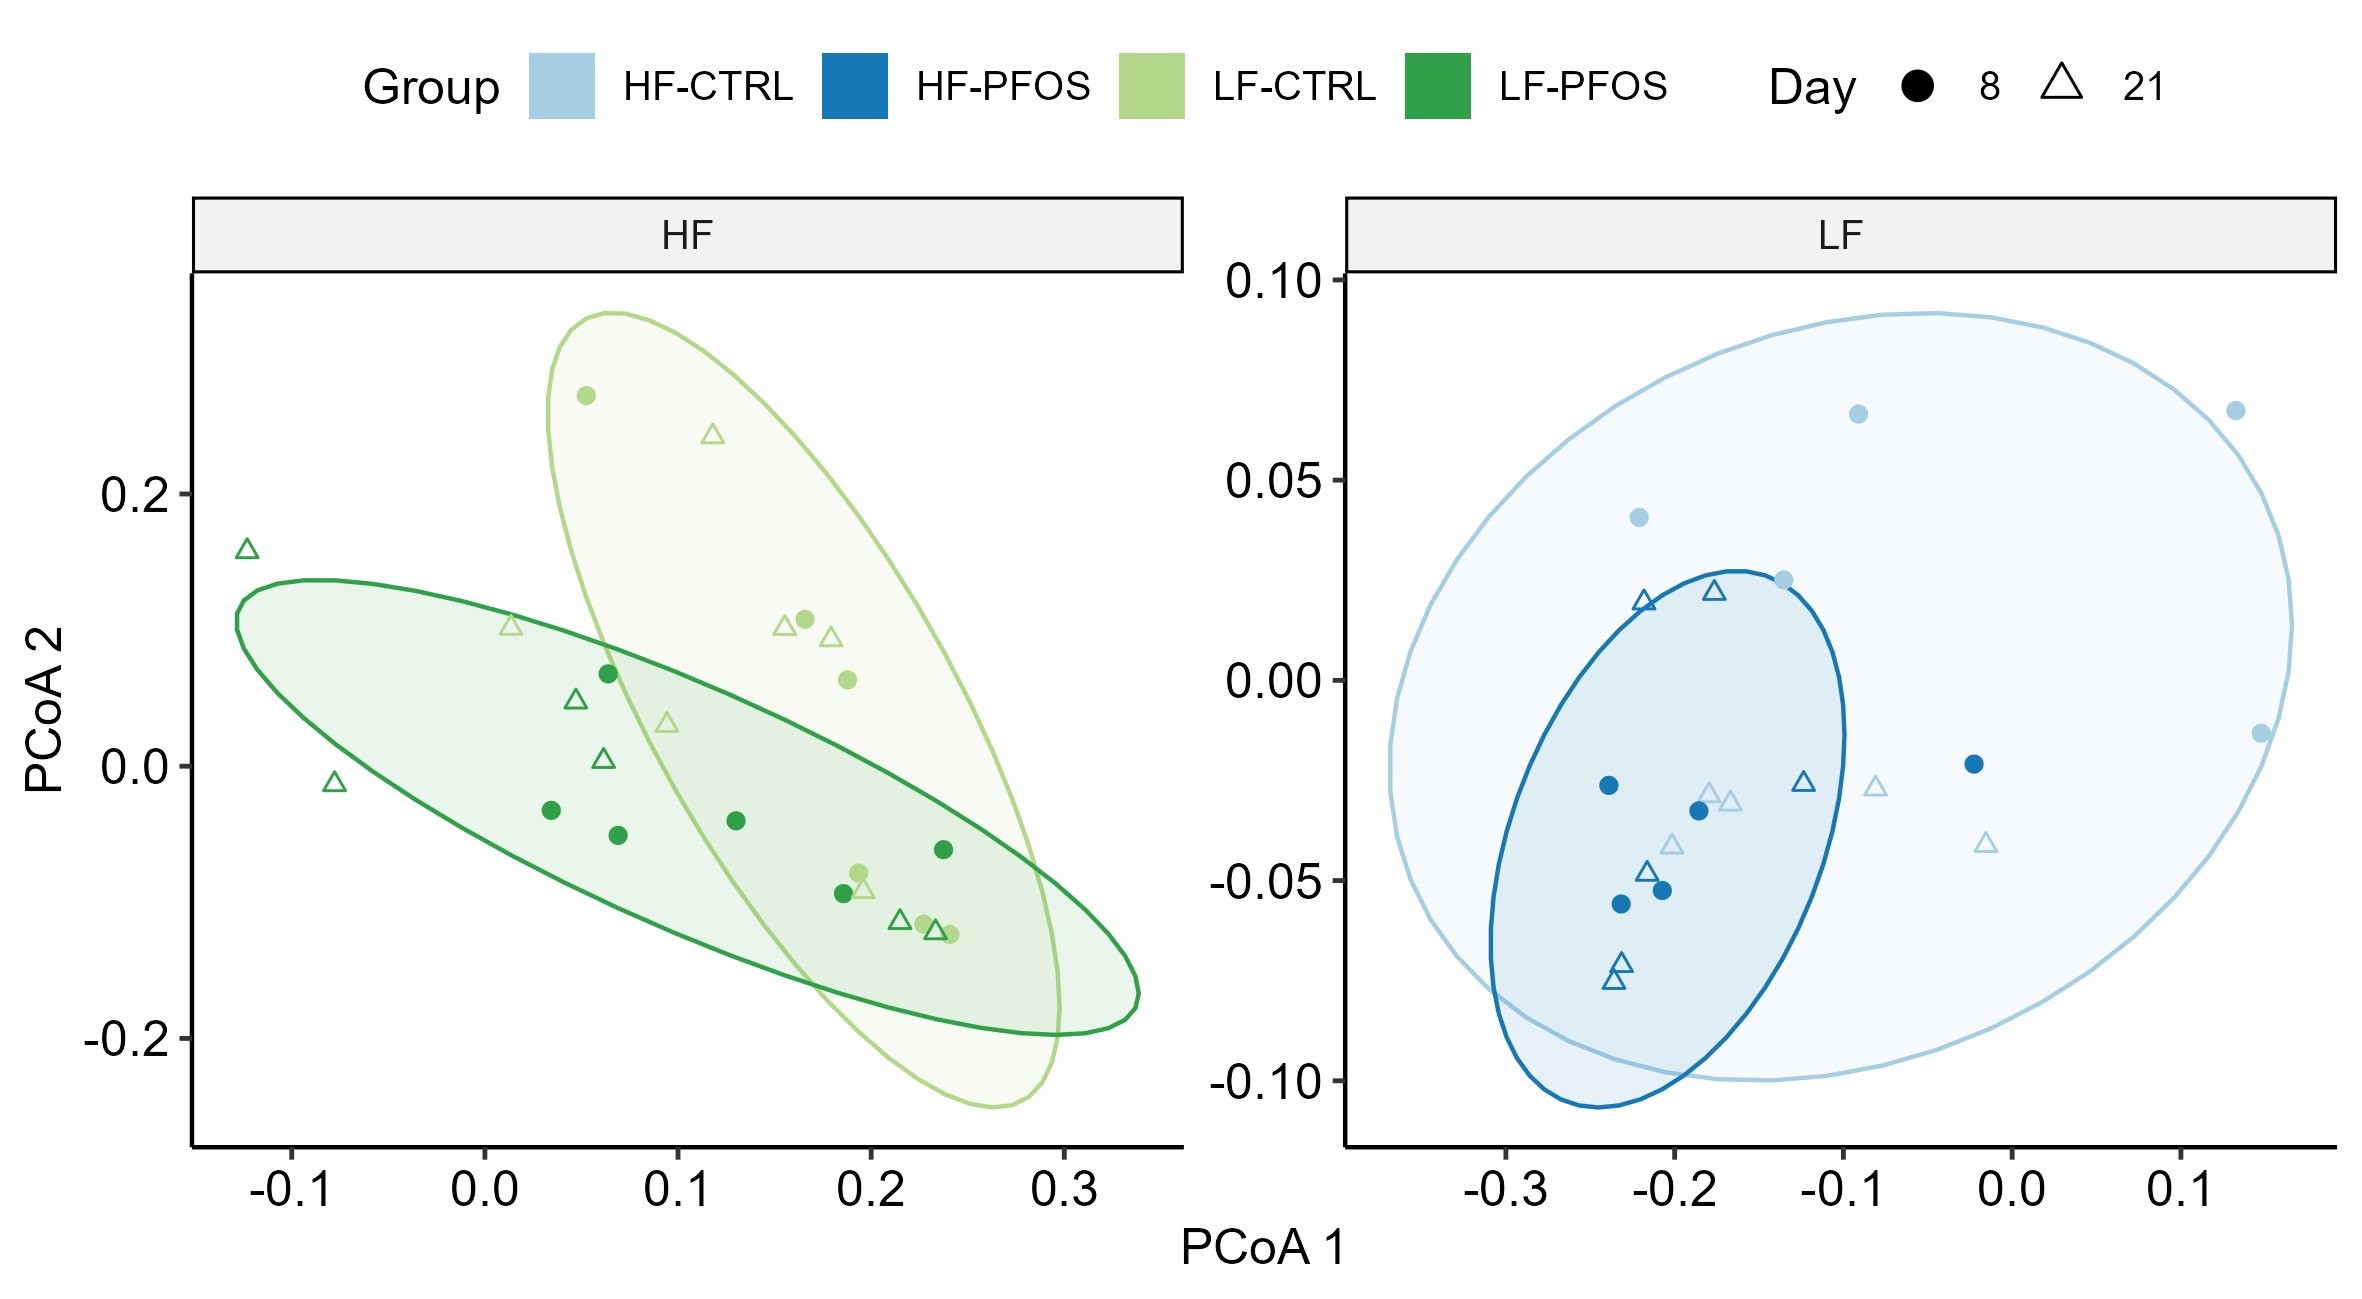 Group HF-CTRL HF-PFOS LF-CTRL LF-PFOS Day 8 21
HF
LF
PCoA 2
0.2
0.0
-0.2
0.10
0.05
0.00
-0.05
-0.10
-0.1 0.0 0.1 0.2 0.3
-0.3 -0.2 -0.1 0.0 0.1
PCoA 1